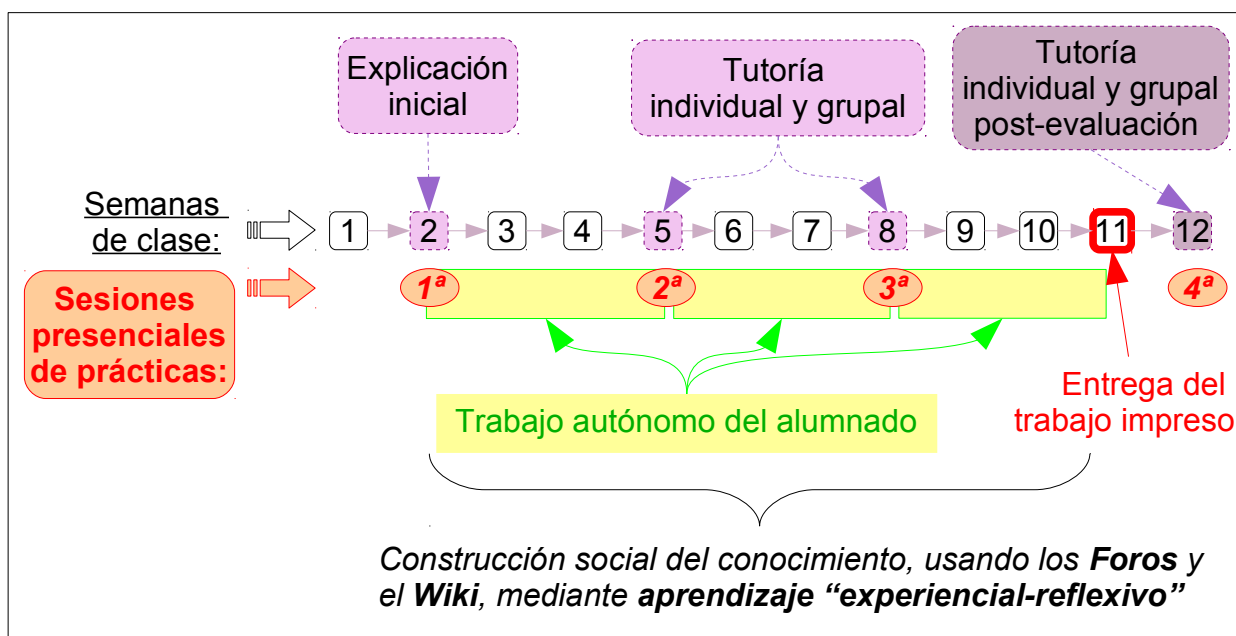 Explicación
inicial
Tutoría
individual y grupal
Tutoría
individual y grupal
post-evaluación
Semanas
de clase:
1 2 3 4 5 6 7 8 9 10 11 12
Sesiones
presenciales
de prácticas:
1ª 2ª 3ª 4ª
Trabajo autónomo del alumnado
Entrega del
trabajo impreso
Construcción social del conocimiento, usando los Foros y
el Wiki, mediante aprendizaje “experiencial-reflexivo”